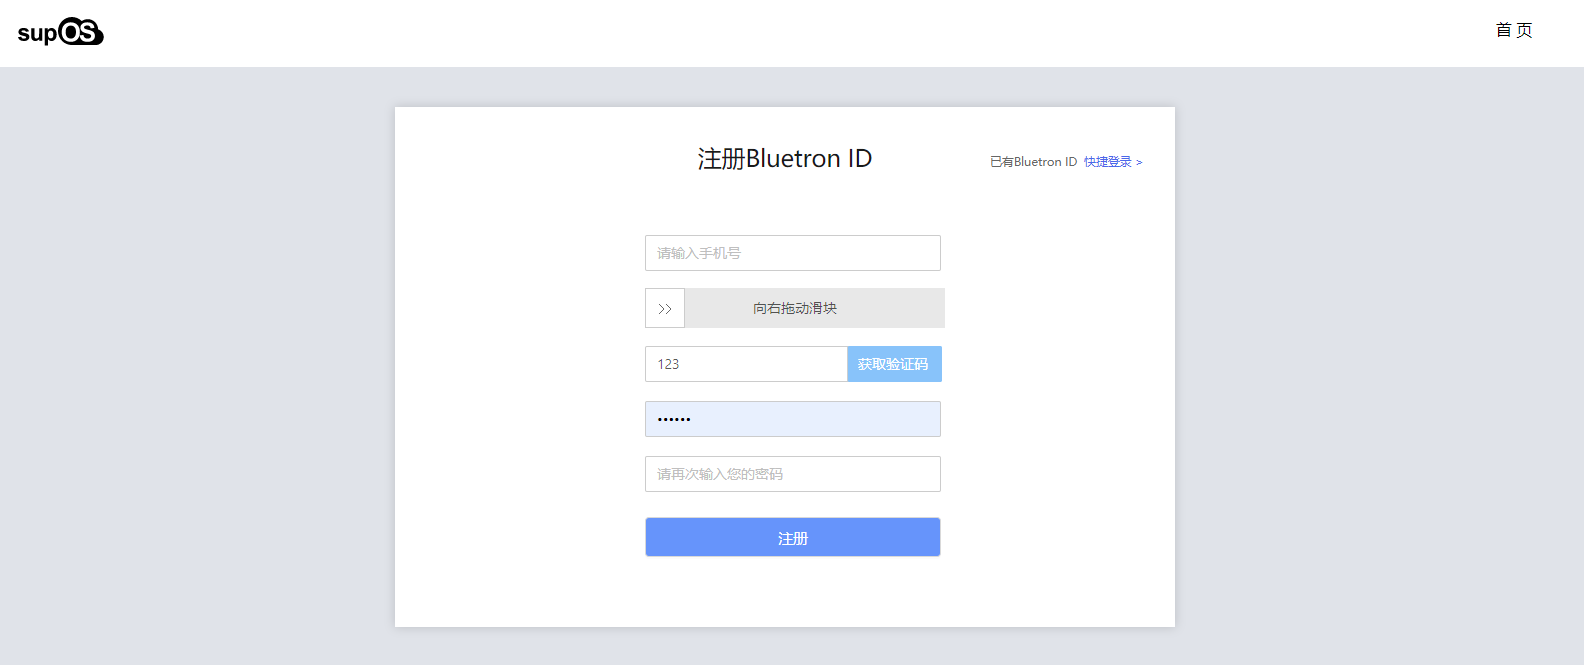 supOS
首 页
注册Bluetron ID
已有Bluetron ID 快捷登录 >
请输入手机号
>> 向右拖动滑块
123 获取验证码
••••••
请再次输入您的密码
注册